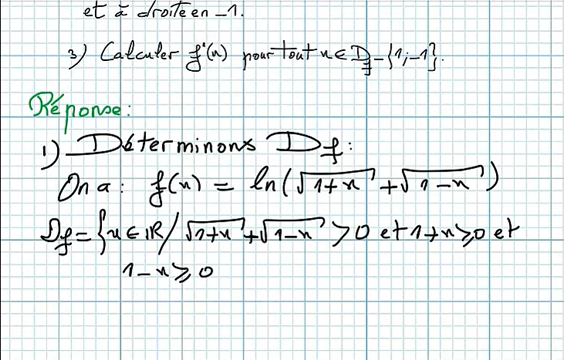 et à droite en -1.
3) Calculer f'(x) pour tout x ∈ Df - {1;-1}.
Réponse:
1) Déterminons Df:
On a: f(x) = ln(√1+x + √1-x)
Df = {x ∈ IR / √1+x + √1-x > 0 et 1+x ≥ 0 et
1-x ≥ 0